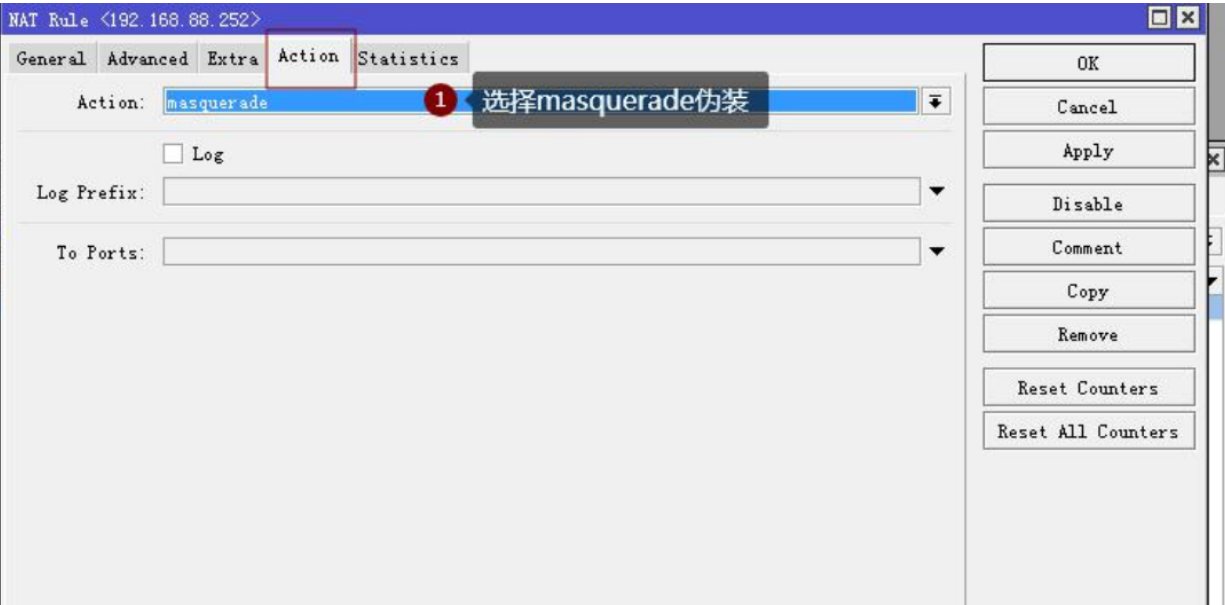 NAT Rule <192.168.88.252>
General Advanced Extra Action Statistics
Action: masquerade
1 选择masquerade伪装
Log
Log Prefix:
To Ports:
OK
Cancel
Apply
Disable
Comment
Copy
Remove
Reset Counters
Reset All Counters